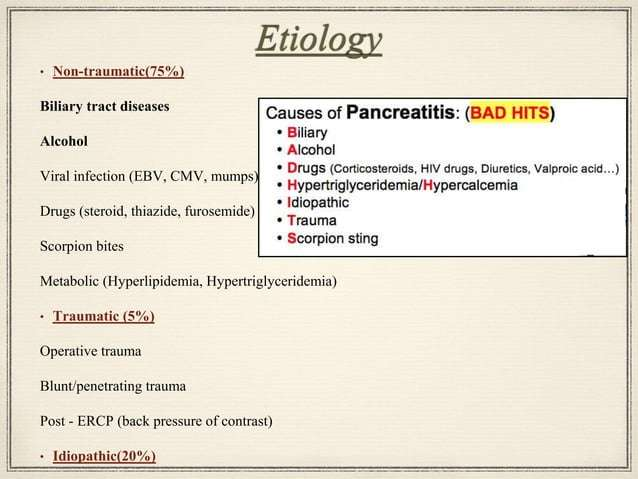 Etiology
• Non-traumatic(75%)
Biliary tract diseases
Alcohol
Viral infection (EBV, CMV, mumps)
Drugs (steroid, thiazide, furosemide)
Scorpion bites
Metabolic (Hyperlipidemia, Hypertriglyceridemia)
• Traumatic (5%)
Operative trauma
Blunt/penetrating trauma
Post - ERCP (back pressure of contrast)
• Idiopathic(20%)
Causes of Pancreatitis: (BAD HITS)
• Biliary
• Alcohol
• Drugs (Corticosteroids, HIV drugs, Diuretics, Valproic acid...)
• Hypertriglyceridemia/Hypercalcemia
• Idiopathic
• Trauma
• Scorpion sting